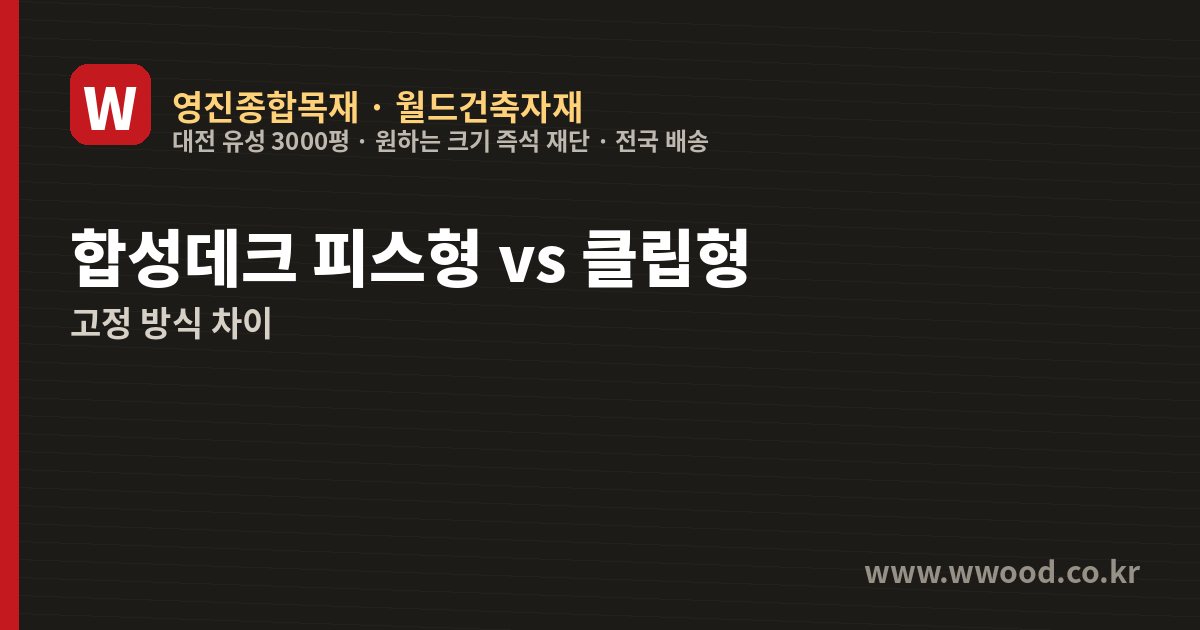 W
영진종합목재 · 월드건축자재
대전 유성 3000평 · 원하는 크기 즉석 재단 · 전국 배송
합성데크 피스형 vs 클립형
고정 방식 차이
www.wwood.co.kr